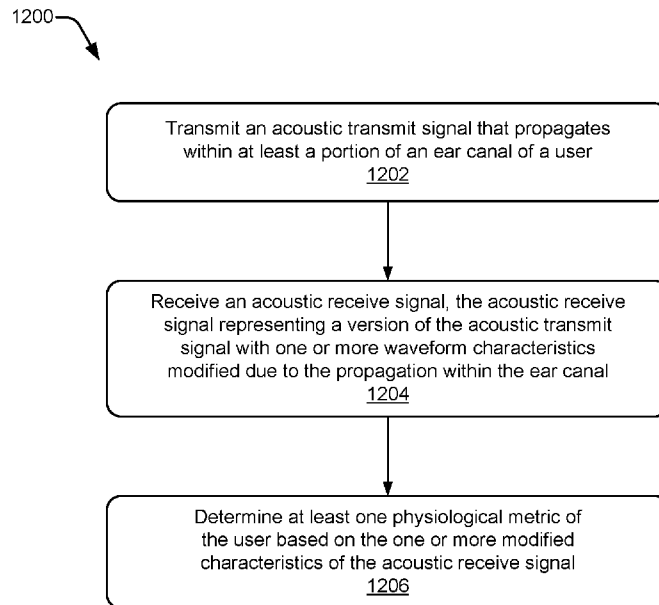 1200
Transmit an acoustic transmit signal that propagates
within at least a portion of an ear canal of a user
1202
Receive an acoustic receive signal, the acoustic receive
signal representing a version of the acoustic transmit
signal with one or more waveform characteristics
modified due to the propagation within the ear canal
1204
Determine at least one physiological metric of
the user based on the one or more modified
characteristics of the acoustic receive signal
1206